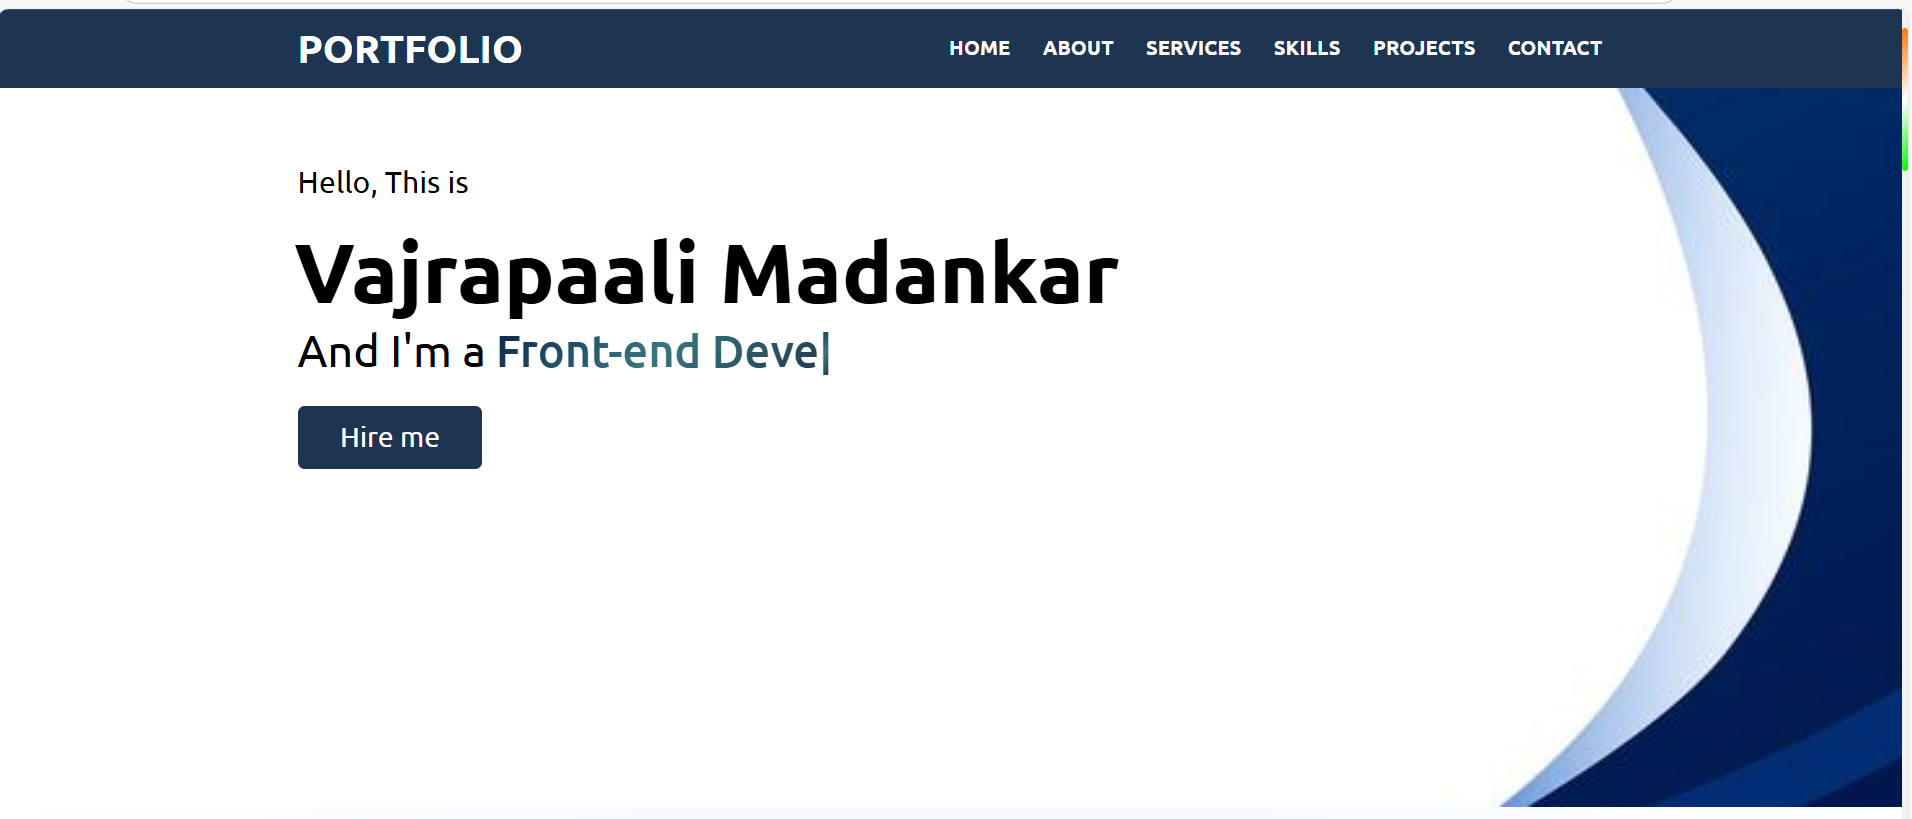 PORTFOLIO
HOME ABOUT SERVICES SKILLS PROJECTS CONTACT
Hello, This is
Vajrapaali Madankar
And I'm a Front-end Deve|
Hire me